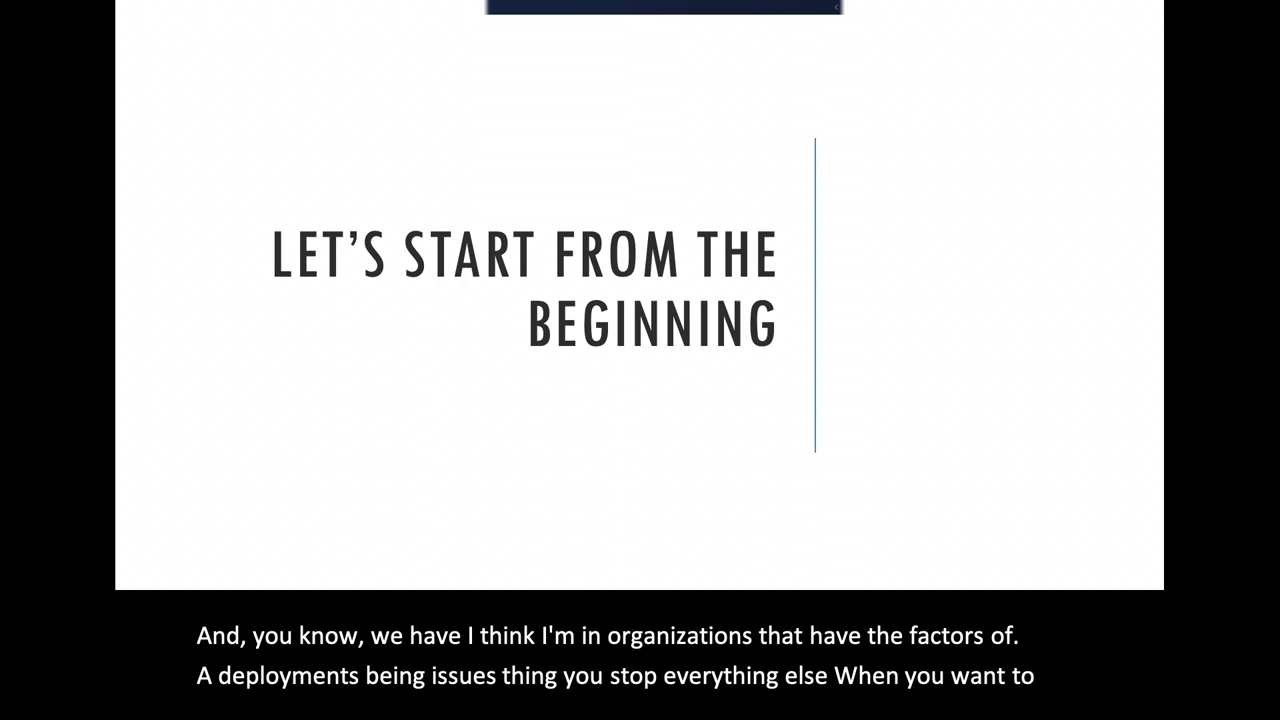 LET’S START FROM THE
BEGINNING
And, you know, we have I think I'm in organizations that have the factors of.
A deployments being issues thing you stop everything else When you want to